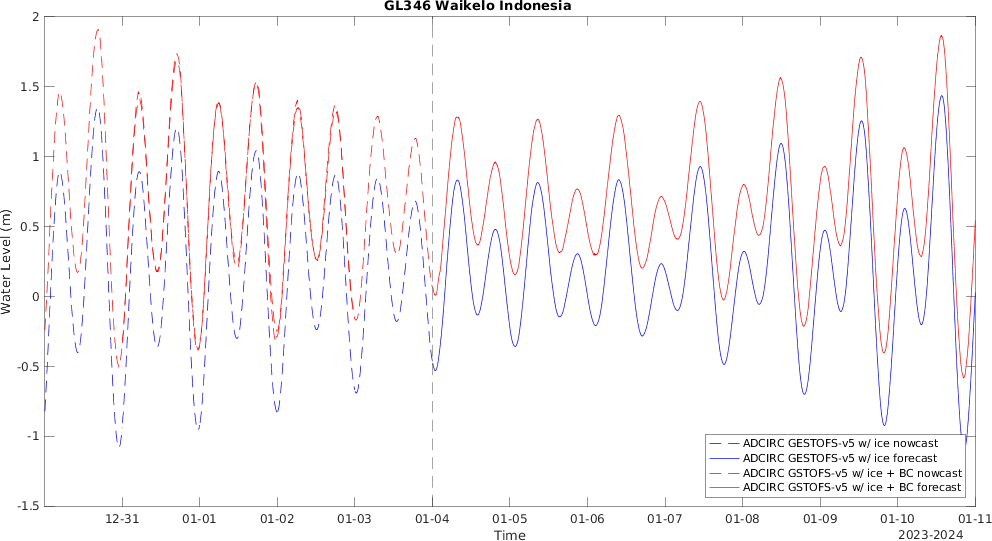 GL346 Waikelo Indonesia
2
1.5
1
0.5
0
-0.5
-1
-1.5
Water Level (m)
ADCIRC GESTOFS-v5 w/ ice nowcast
ADCIRC GESTOFS-v5 w/ ice forecast
ADCIRC GSTOFS-v5 w/ ice + BC nowcast
ADCIRC GSTOFS-v5 w/ ice + BC forecast
12-31 01-01 01-02 01-03 01-04 01-05 01-06 01-07 01-08 01-09 01-10 01-11
Time
2023-2024